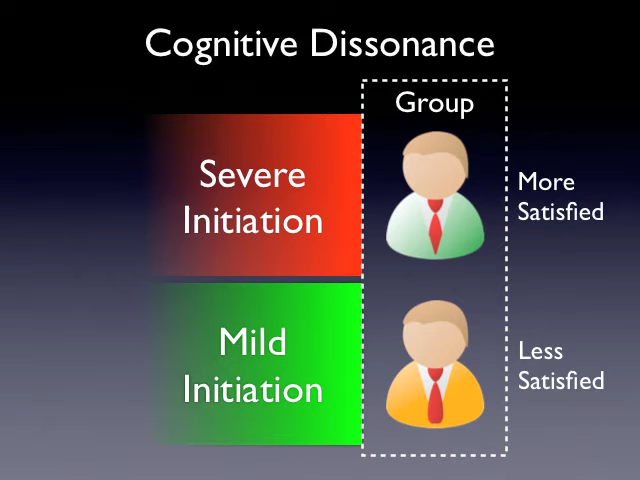 Cognitive Dissonance
Group
Severe
Initiation
More
Satisfied
Mild
Initiation
Less
Satisfied